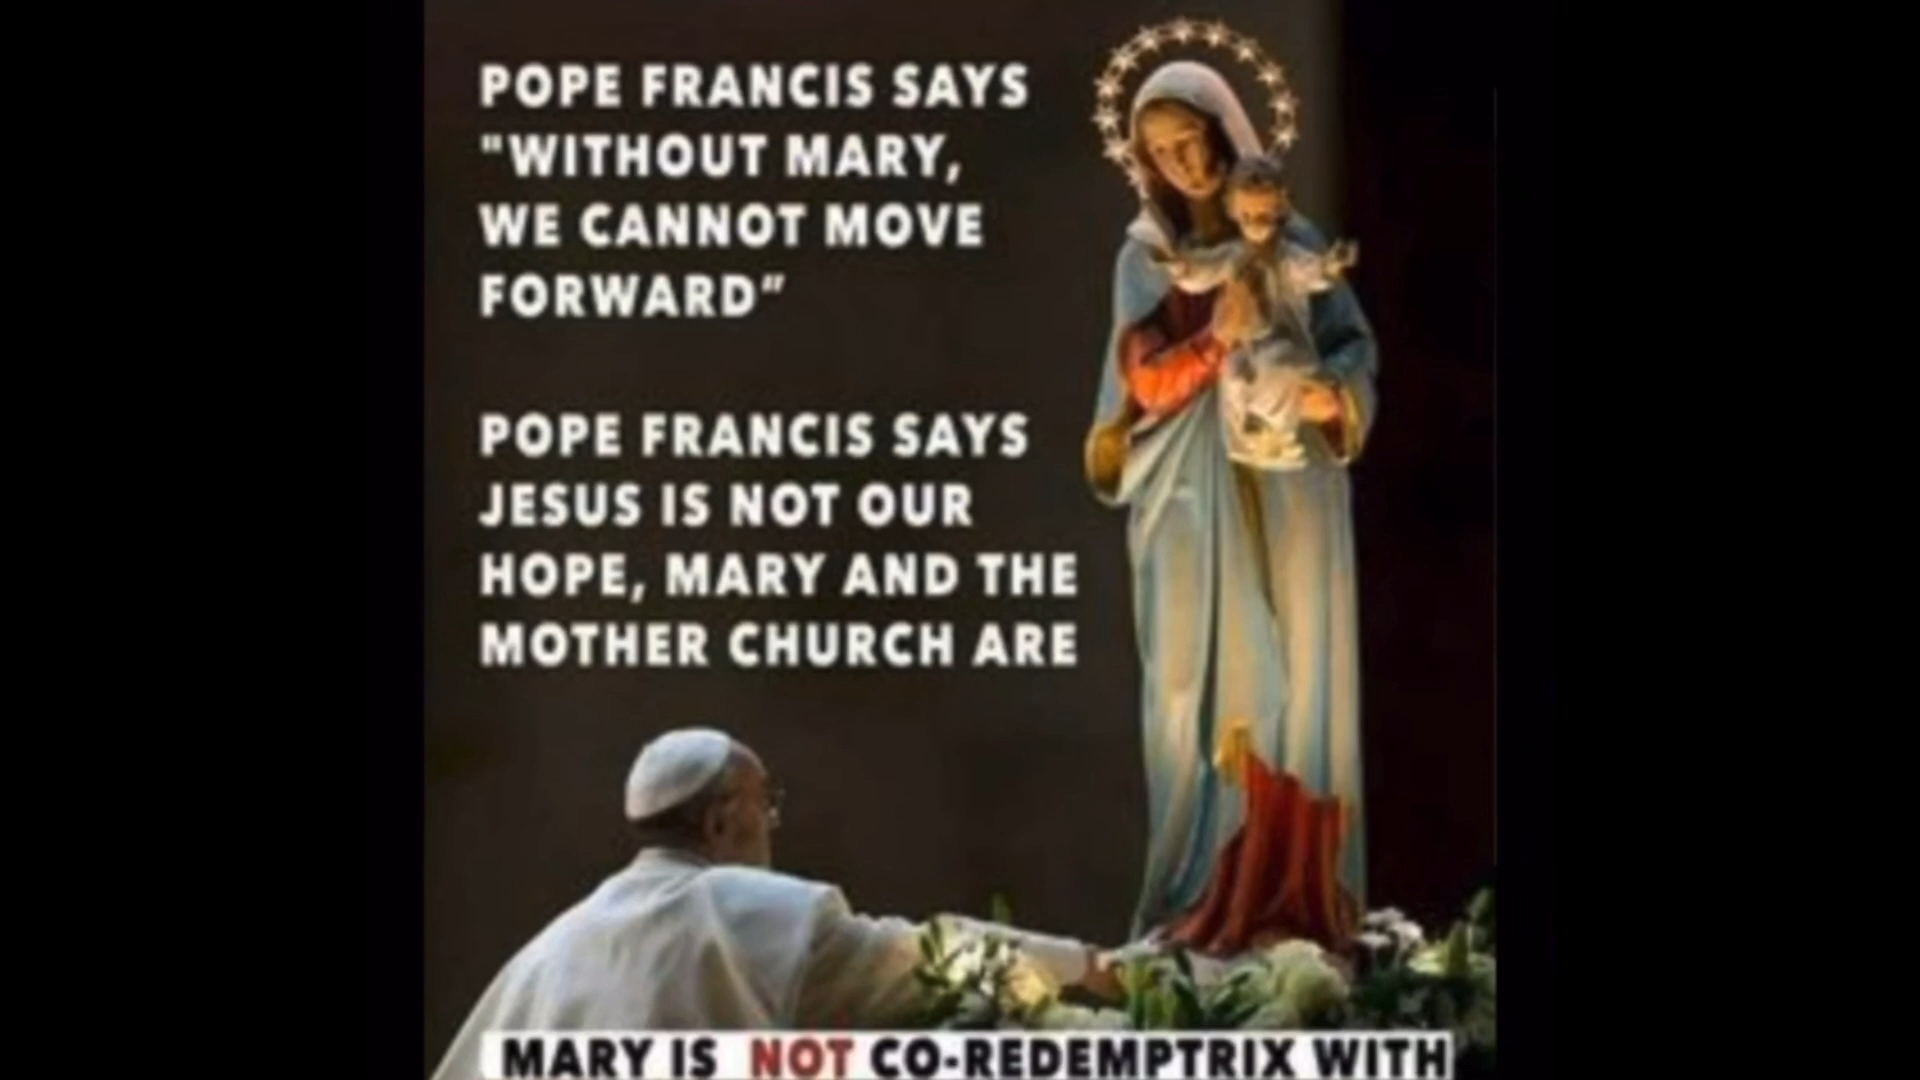 POPE FRANCIS SAYS
"WITHOUT MARY,
WE CANNOT MOVE
FORWARD”
POPE FRANCIS SAYS
JESUS IS NOT OUR
HOPE, MARY AND THE
MOTHER CHURCH ARE
MARY IS NOT CO-REDEMPTRIX WITH